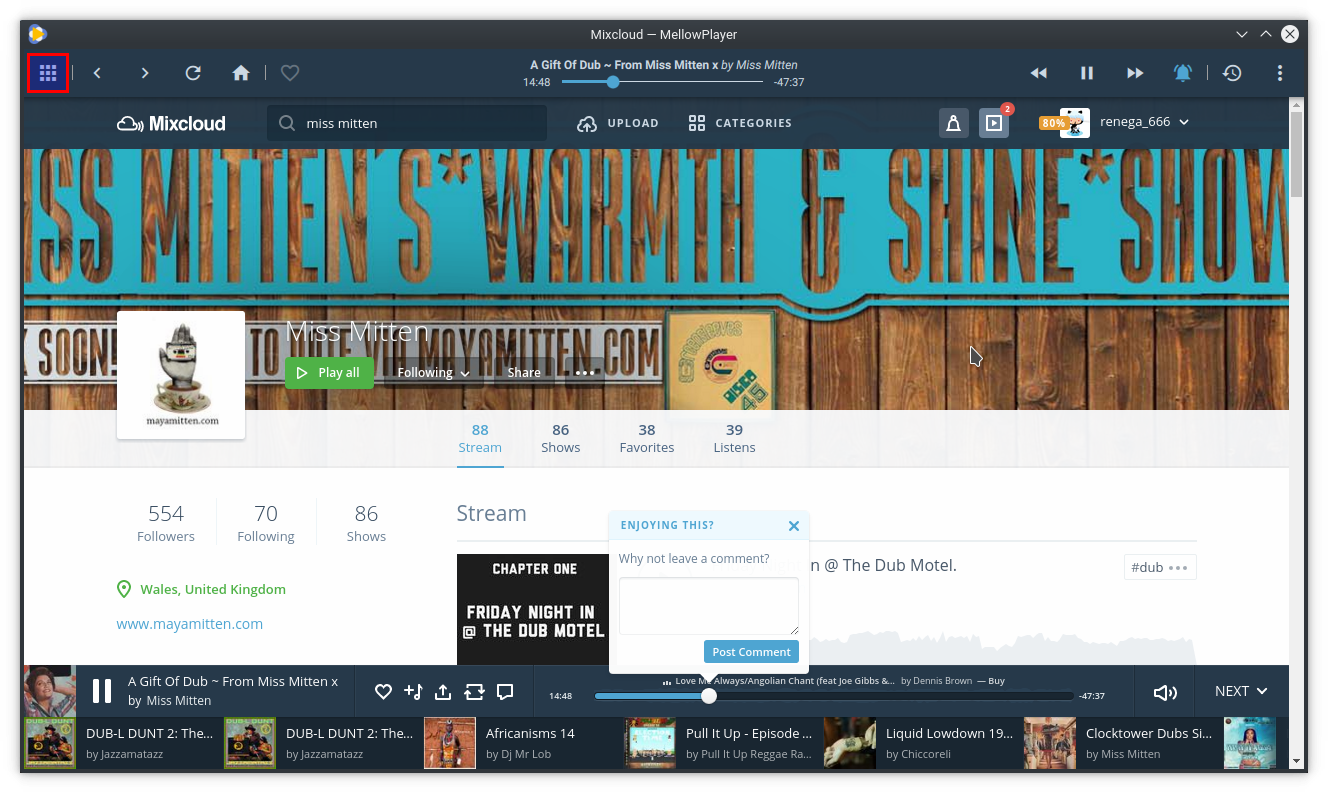 Mixcloud — MellowPlayer
A Gift Of Dub ~ From Miss Mitten x by Miss Mitten
14:48 -47:37
Mixcloud
miss mitten
UPLOAD
CATEGORIES
2
80%
renega_666
ISS MITTEN'S*WARMTH & SHINE*SHOW
SOON! TO
MAYAMITTEN.COM
DISCO 45
Miss Mitten
Play all
Following
Share
mayamitten.com
88 86 38 39
Stream Shows Favorites Listens
554 70 86
Followers Following Shows
Wales, United Kingdom
www.mayamitten.com
Stream
CHAPTER ONE
FRIDAY NIGHT IN
@ THE DUB MOTEL
n @ The Dub Motel.
#dub
ENJOYING THIS?
Why not leave a comment?
Post Comment
A Gift Of Dub ~ From Miss Mitten x
by Miss Mitten
14:48
Love Me Always/Angolian Chant (feat Joe Gibbs &... by Dennis Brown — Buy
-47:37
NEXT
DUB-L DUNT 2: The...
by Jazzamatazz
DUB-L DUNT 2: The...
by Jazzamatazz
Africanisms 14
by Dj Mr Lob
Pull It Up - Episode ...
by Pull It Up Reggae Ra...
Liquid Lowdown 19...
by Chiccoreli
Clocktower Dubs Si...
by Miss Mitten